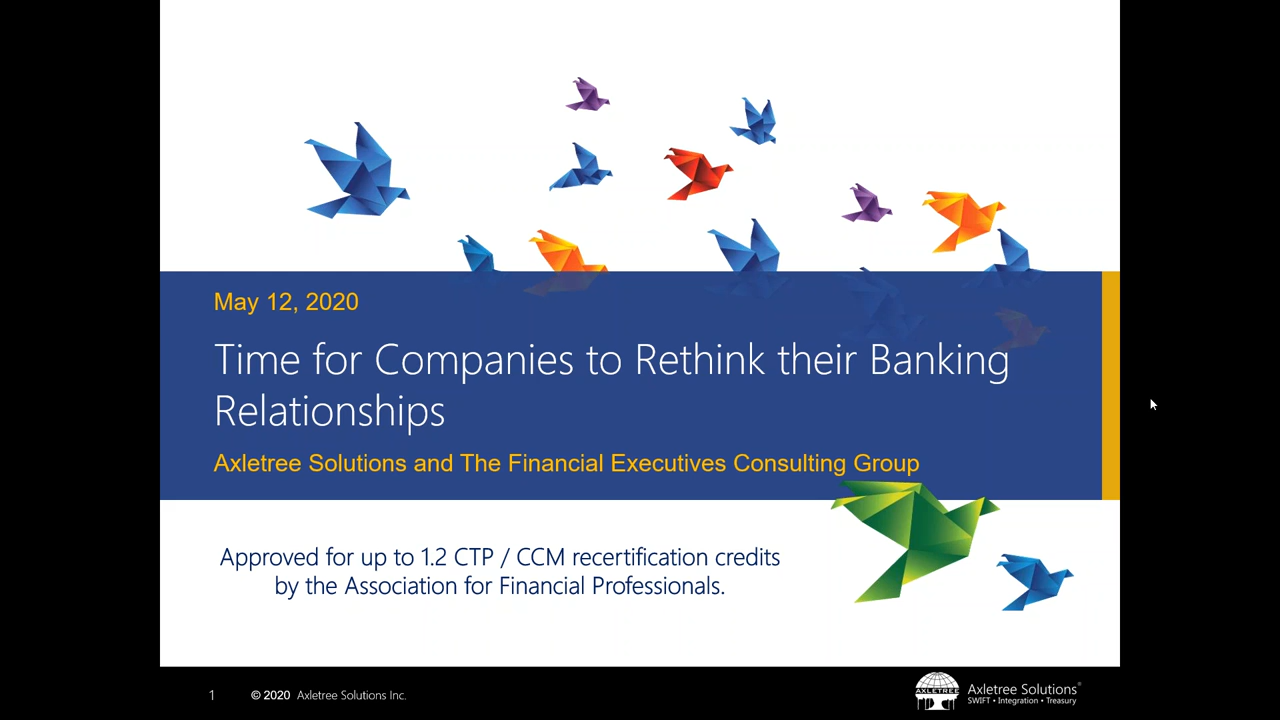 May 12, 2020
Time for Companies to Rethink their Banking
Relationships
Axletree Solutions and The Financial Executives Consulting Group
Approved for up to 1.2 CTP / CCM recertification credits
by the Association for Financial Professionals.
1
© 2020 Axletree Solutions Inc.
AXLETREE
Axletree Solutions®
SWIFT • Integration • Treasury